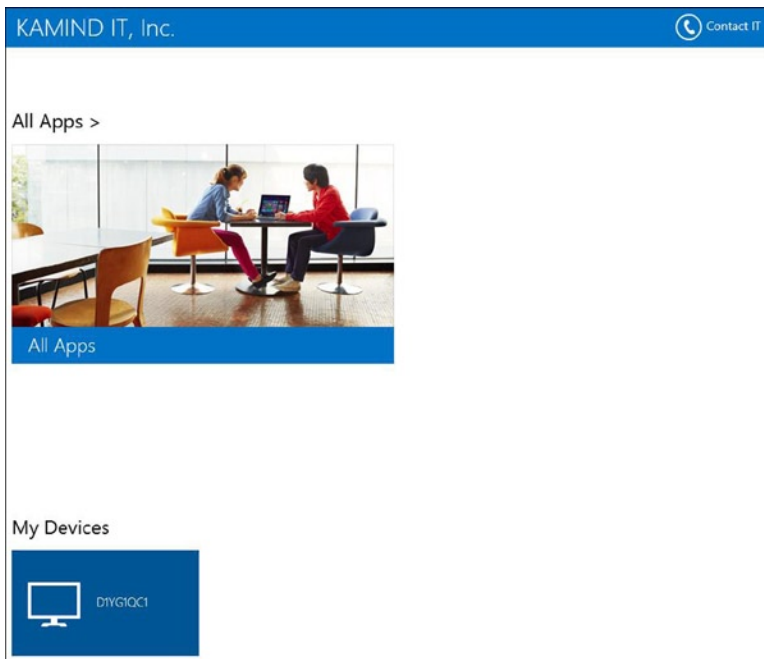 KAMIND IT, Inc.
Contact IT
All Apps >
All Apps
My Devices
D1YG1QC1